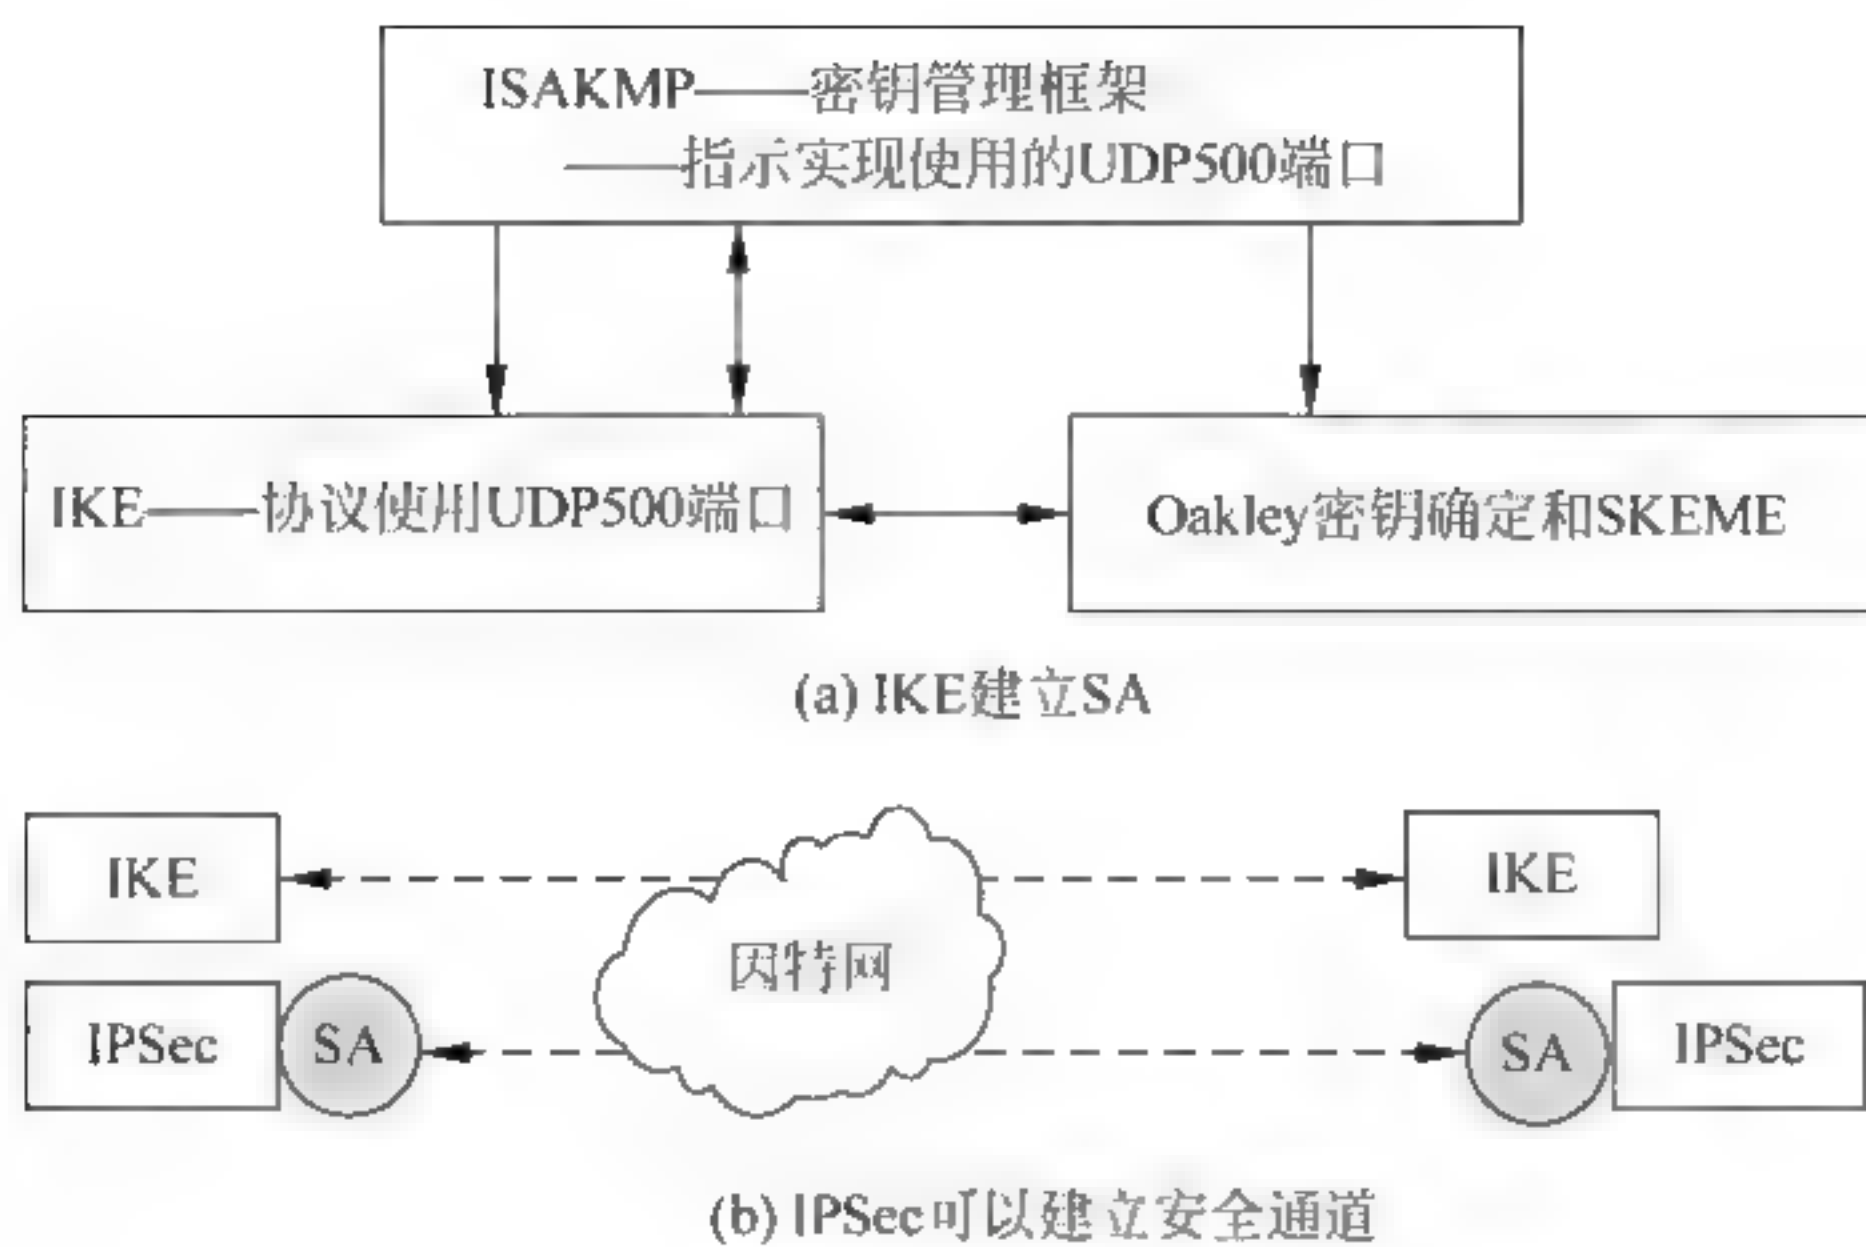 ISAKMP——密钥管理框架
——指示实现使用的UDP500端口
IKE——协议使用UDP500端口
Oakley密钥确定和SKEME
(a) IKE建立SA
IKE
因特网
IKE
IPSec
SA
SA
IPSec
(b) IPSec可以建立安全通道